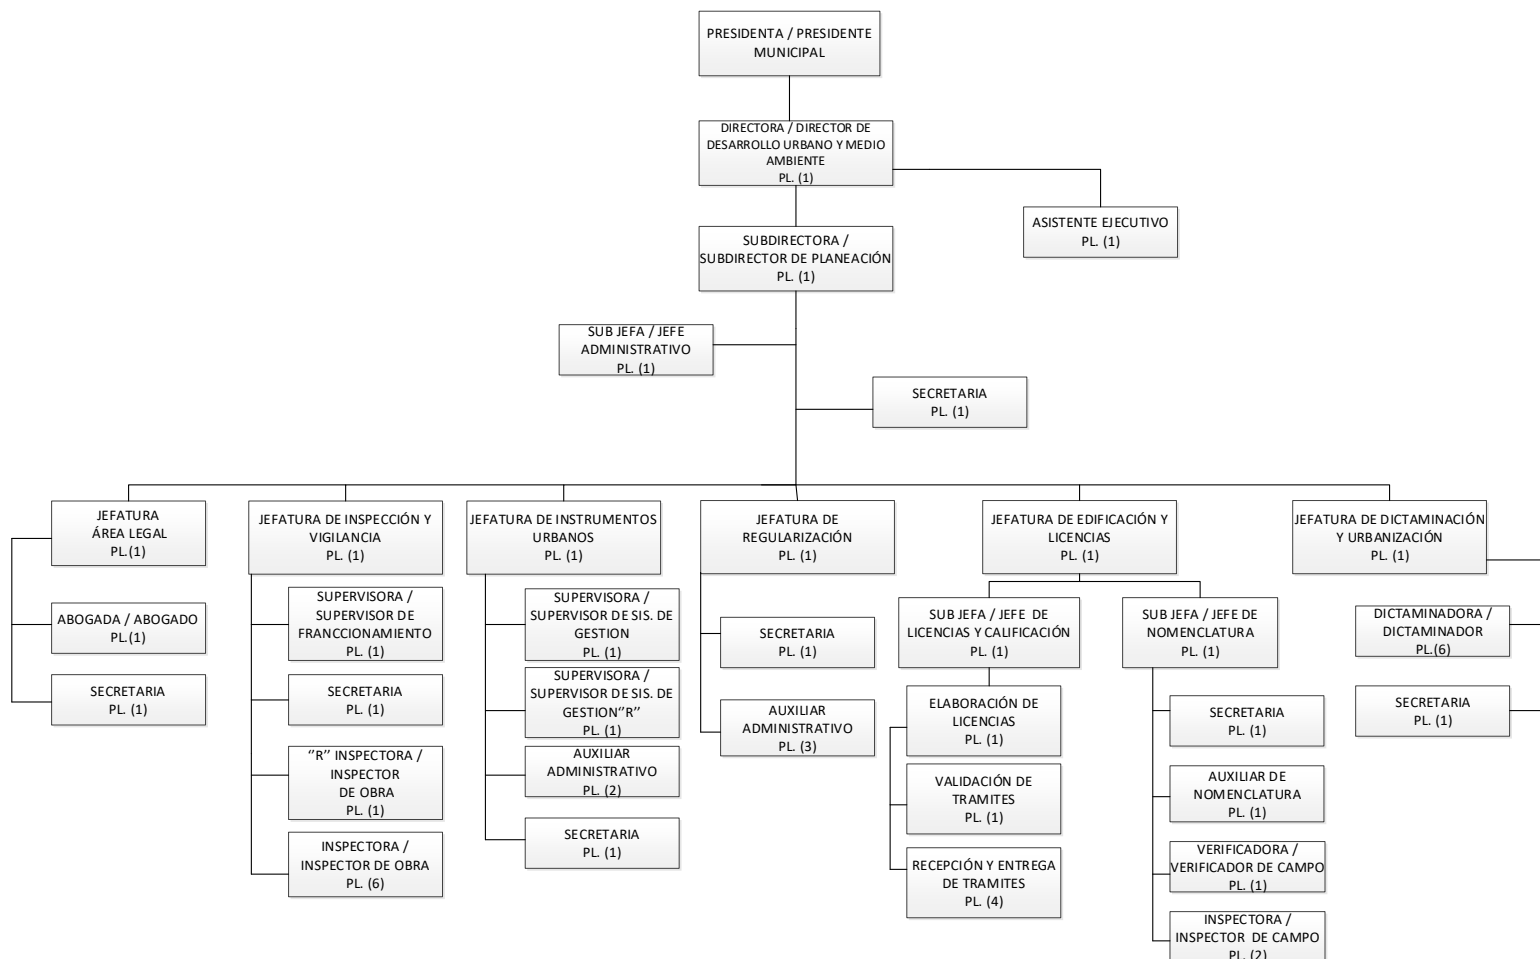 PRESIDENTA / PRESIDENTE
MUNICIPAL
DIRECTORA / DIRECTOR DE
DESARROLLO URBANO Y MEDIO
AMBIENTE
PL. (1)
ASISTENTE EJECUTIVO
PL. (1)
SUBDIRECTORA /
SUBDIRECTOR DE PLANEACIÓN
PL. (1)
SUB JEFA / JEFE
ADMINISTRATIVO
PL. (1)
SECRETARIA
PL. (1)
JEFATURA
ÁREA LEGAL
PL.(1)
ABOGADA / ABOGADO
PL.(1)
SECRETARIA
PL. (1)
JEFATURA DE INSPECCIÓN Y
VIGILANCIA
PL. (1)
SUPERVISORA /
SUPERVISOR DE
FRANCCIONAMIENTO
PL. (1)
SECRETARIA
PL. (1)
‘’R’’ INSPECTORA /
INSPECTOR
DE OBRA
PL. (1)
INSPECTORA /
INSPECTOR DE OBRA
PL. (6)
JEFATURA DE INSTRUMENTOS
URBANOS
PL. (1)
SUPERVISORA /
SUPERVISOR DE SIS. DE
GESTION
PL. (1)
SUPERVISORA /
SUPERVISOR DE SIS. DE
GESTION‘’R’’
PL. (1)
AUXILIAR
ADMINISTRATIVO
PL. (2)
SECRETARIA
PL. (1)
JEFATURA DE
REGULARIZACIÓN
PL. (1)
SECRETARIA
PL. (1)
AUXILIAR
ADMINISTRATIVO
PL. (3)
JEFATURA DE EDIFICACIÓN Y
LICENCIAS
PL. (1)
SUB JEFA / JEFE DE
LICENCIAS Y CALIFICACIÓN
PL. (1)
ELABORACIÓN DE
LICENCIAS
PL. (1)
VALIDACIÓN DE
TRAMITES
PL. (1)
RECEPCIÓN Y ENTREGA
DE TRAMITES
PL. (4)
SUB JEFA / JEFE DE
NOMENCLATURA
PL. (1)
SECRETARIA
PL. (1)
AUXILIAR DE
NOMENCLATURA
PL. (1)
VERIFICADORA /
VERIFICADOR DE CAMPO
PL. (1)
INSPECTORA /
INSPECTOR DE CAMPO
PL. (2)
JEFATURA DE DICTAMINACIÓN
Y URBANIZACIÓN
PL. (1)
DICTAMINADORA /
DICTAMINADOR
PL.(6)
SECRETARIA
PL. (1)